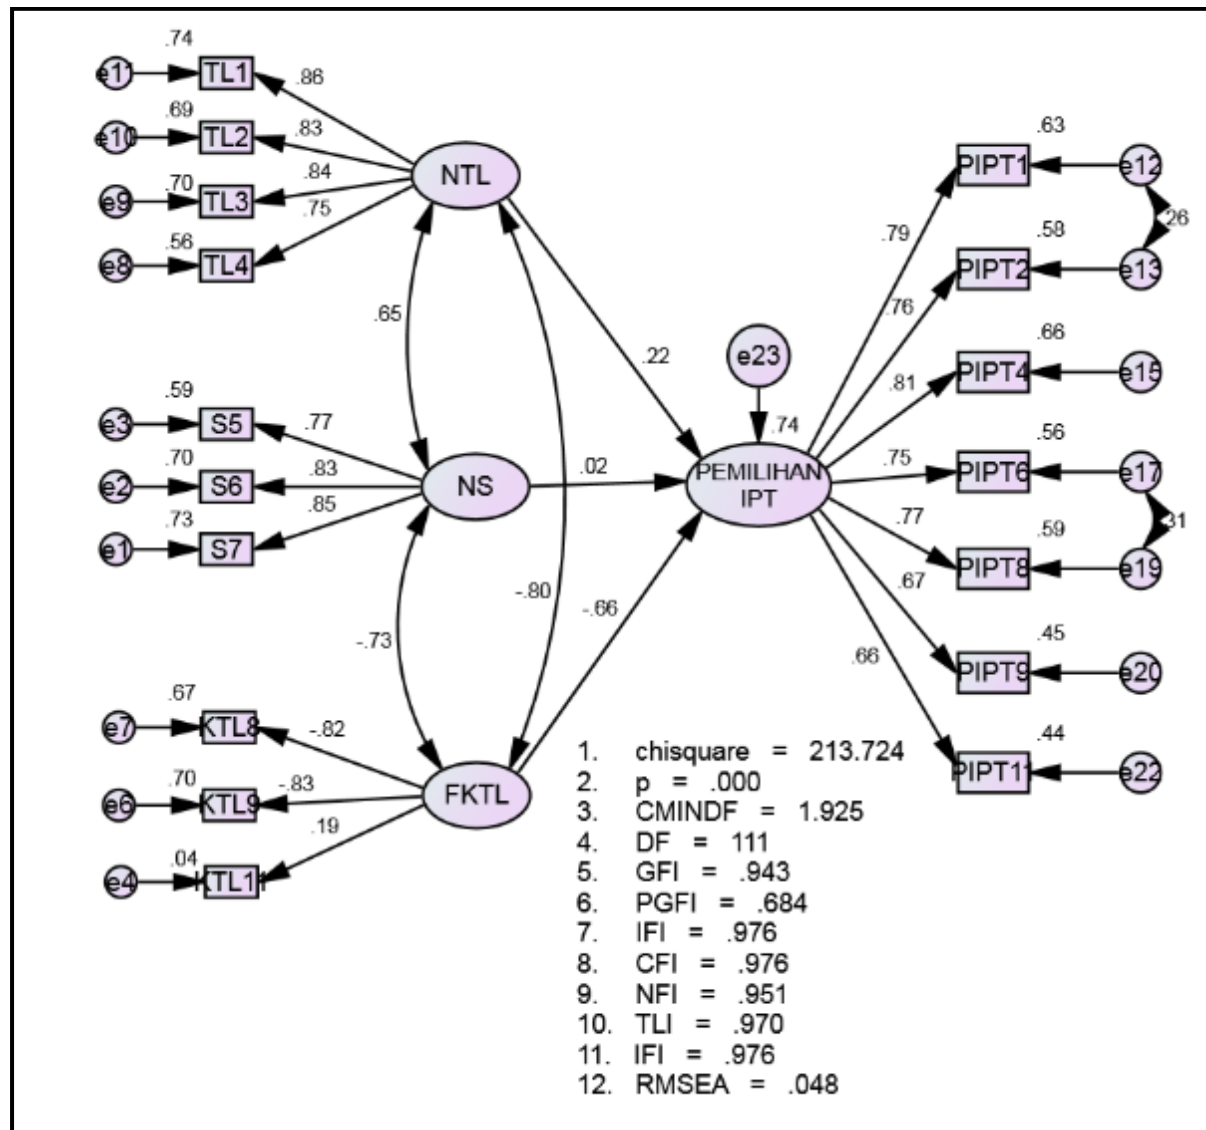 .74
e11 TL1 .86
.69
e10 TL2 .83
.70
e9 TL3 .84
.56
e8 TL4 .75
NTL
.65
.22
.59
e3 S5 .77
.70
e2 S6 .83
.73
e1 S7 .85
NS
.02
-.80
-.73
-.66
.67
e7 KTL8 -.82
.70
e6 KTL9 -.83
.04
e4 KTL1 .19
FKTL
e23
.74
PEMILIHAN
IPT
.63
.79 PIPT1 e12
.26
.58
.76 PIPT2 e13
.66
.81 PIPT4 e15
.56
.75 PIPT6 e17
.31
.59
.77 PIPT8 e19
.45
.67 PIPT9 e20
.44
.66 PIPT11 e22
1. chisquare = 213.724
2. p = .000
3. CMINDF = 1.925
4. DF = 111
5. GFI = .943
6. PGFI = .684
7. IFI = .976
8. CFI = .976
9. NFI = .951
10. TLI = .970
11. IFI = .976
12. RMSEA = .048